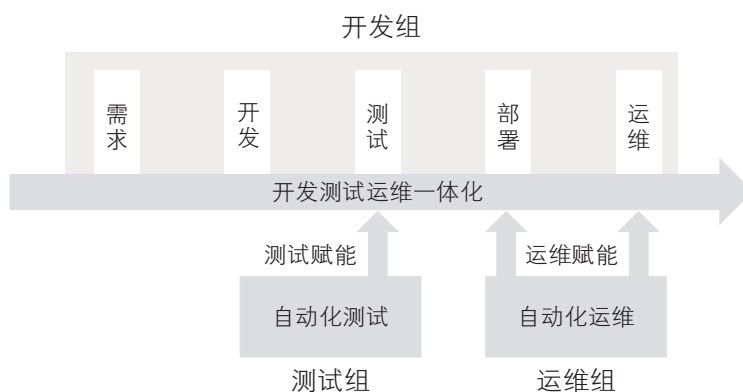 开发组
需求
开发
测试
部署
运维
开发测试运维一体化
测试赋能
运维赋能
自动化测试
自动化运维
测试组
运维组